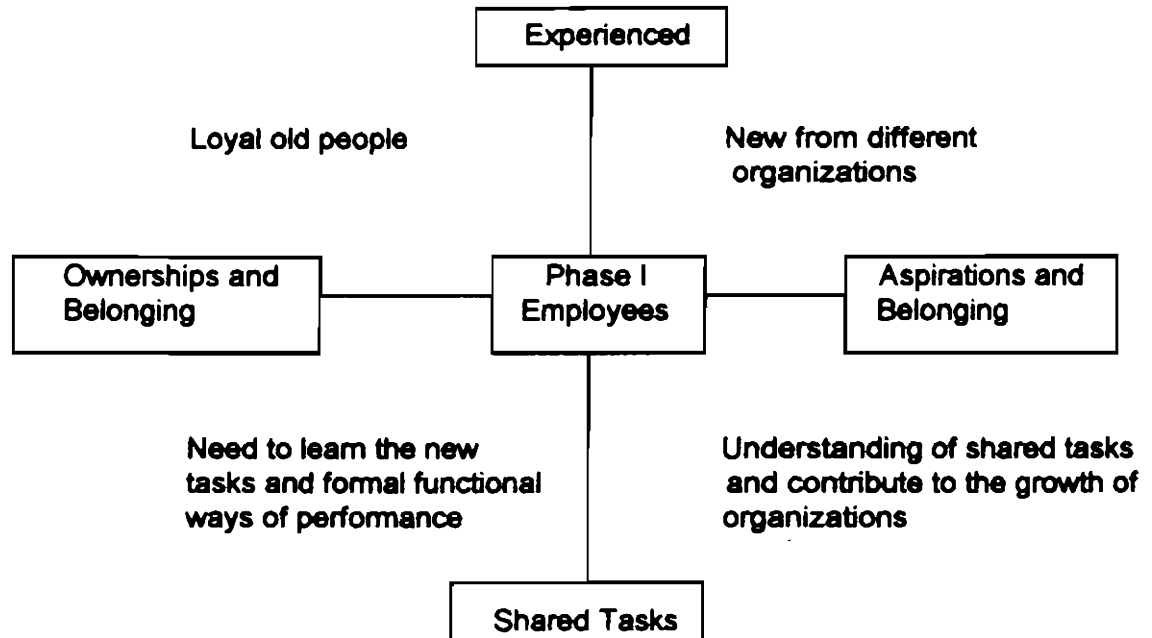 Experienced
Loyal old people
New from different
organizations
Ownerships and
Belonging
Phase I
Employees
Aspirations and
Belonging
Need to learn the new
tasks and formal functional
ways of performance
Understanding of shared tasks
and contribute to the growth of
organizations
Shared Tasks